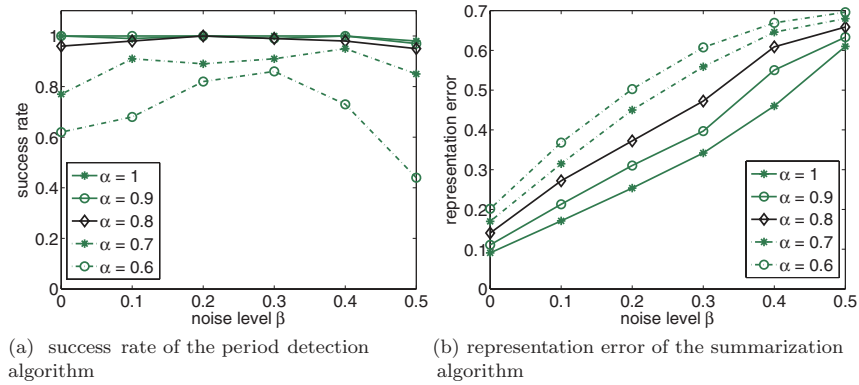 1
0.8
0.6
0.4
0.2
0
success rate
0 0.1 0.2 0.3 0.4 0.5
noise level β
α = 1
α = 0.9
α = 0.8
α = 0.7
α = 0.6
(a) success rate of the period detection
algorithm
0.7
0.6
0.5
0.4
0.3
0.2
0.1
0
representation error
0 0.1 0.2 0.3 0.4 0.5
noise level β
α = 1
α = 0.9
α = 0.8
α = 0.7
α = 0.6
(b) representation error of the summarization
algorithm